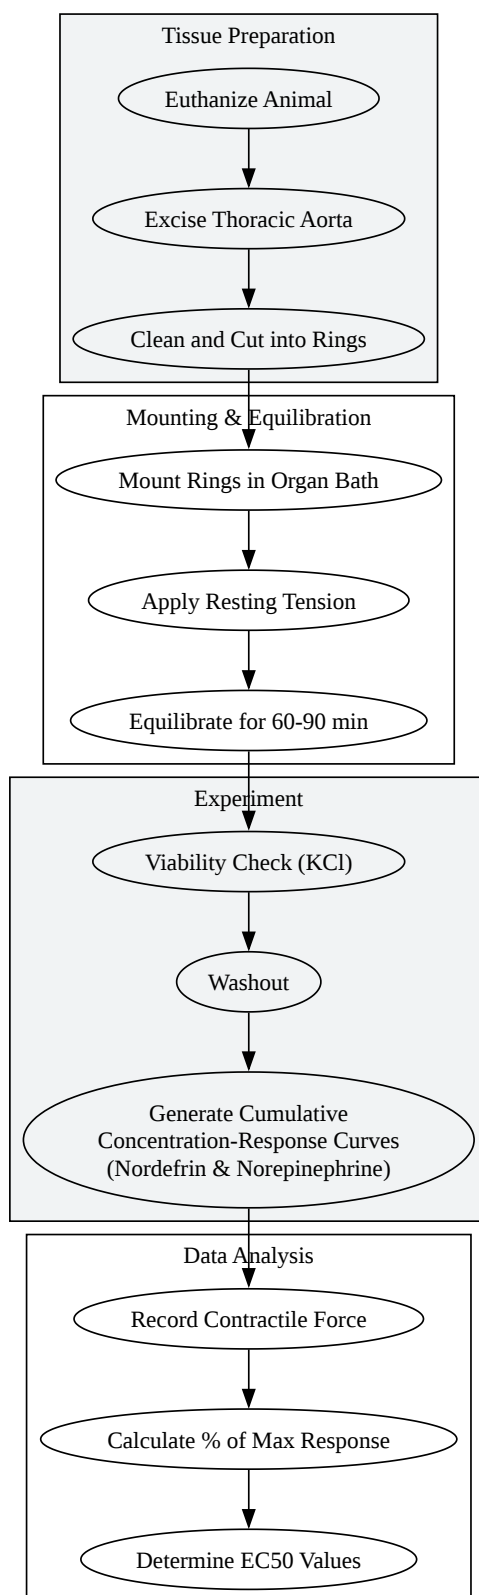 Tissue Preparation
Euthanize Animal
Excise Thoracic Aorta
Clean and Cut into Rings
Mounting & Equilibration
Mount Rings in Organ Bath
Apply Resting Tension
Equilibrate for 60-90 min
Experiment
Viability Check (KCl)
Washout
Generate Cumulative
Concentration-Response Curves
(Nordefrin & Norepinephrine)
Data Analysis
Record Contractile Force
Calculate % of Max Response
Determine EC50 Values